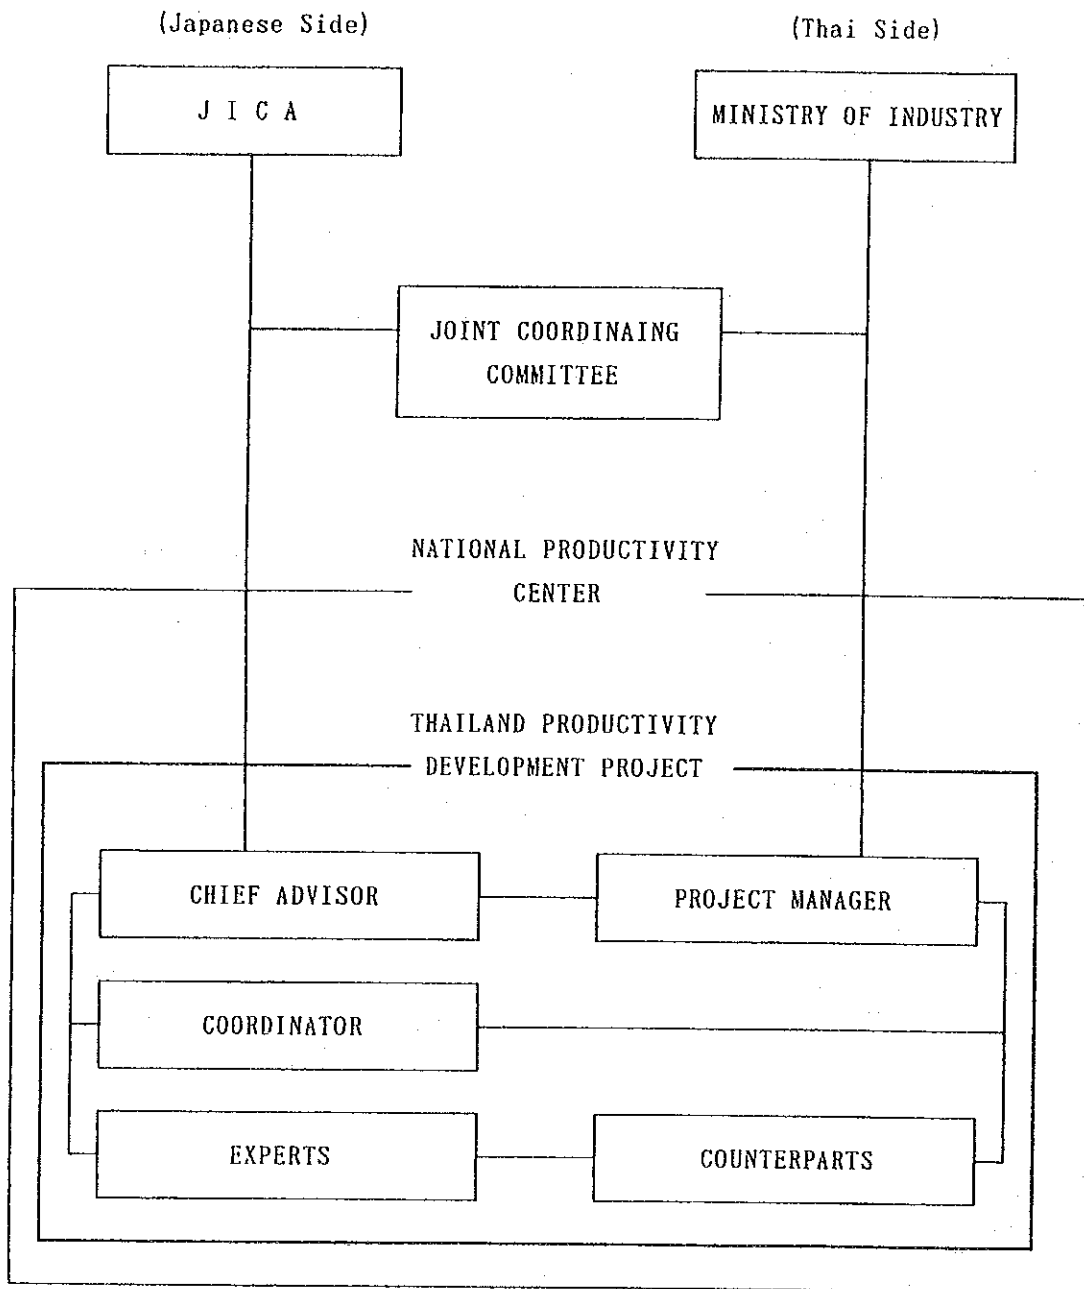 (Japanese Side)
(Thai Side)
J I C A
MINISTRY OF INDUSTRY
JOINT COORDINAING
COMMITTEE
NATIONAL PRODUCTIVITY
CENTER
THAILAND PRODUCTIVITY
DEVELOPMENT PROJECT
CHIEF ADVISOR
PROJECT MANAGER
COORDINATOR
EXPERTS
COUNTERPARTS